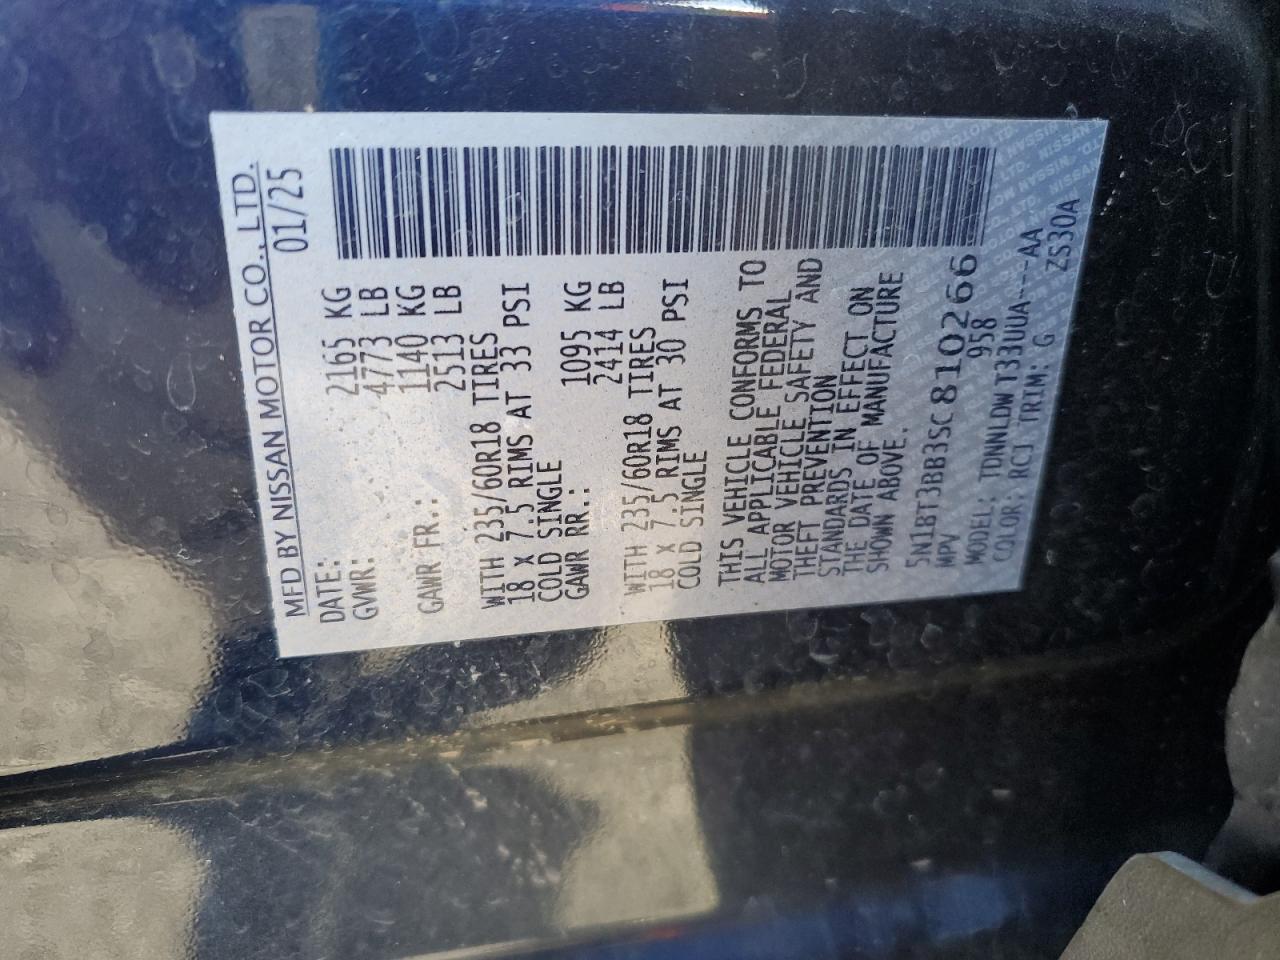 MFD BY NISSAN MOTOR CO., LTD.
DATE: 01/25
GVWR: 2165 KG
4773 LB
GAWR FR.: 1140 KG
2513 LB
WITH 235/60R18 TIRES
18 X 7.5 RIMS AT 33 PSI
COLD SINGLE
GAWR RR.: 1095 KG
2414 LB
WITH 235/60R18 TIRES
18 X 7.5 RIMS AT 30 PSI
COLD SINGLE
THIS VEHICLE CONFORMS TO
ALL APPLICABLE FEDERAL
MOTOR VEHICLE SAFETY AND
THEFT PREVENTION
STANDARDS IN EFFECT ON
THE DATE OF MANUFACTURE
SHOWN ABOVE.
5N1BT3BB3SC810266
MPV 958
MODEL: TDNNLDWT33UUA----AA
COLOR: RCJ TRIM: G ZS30A